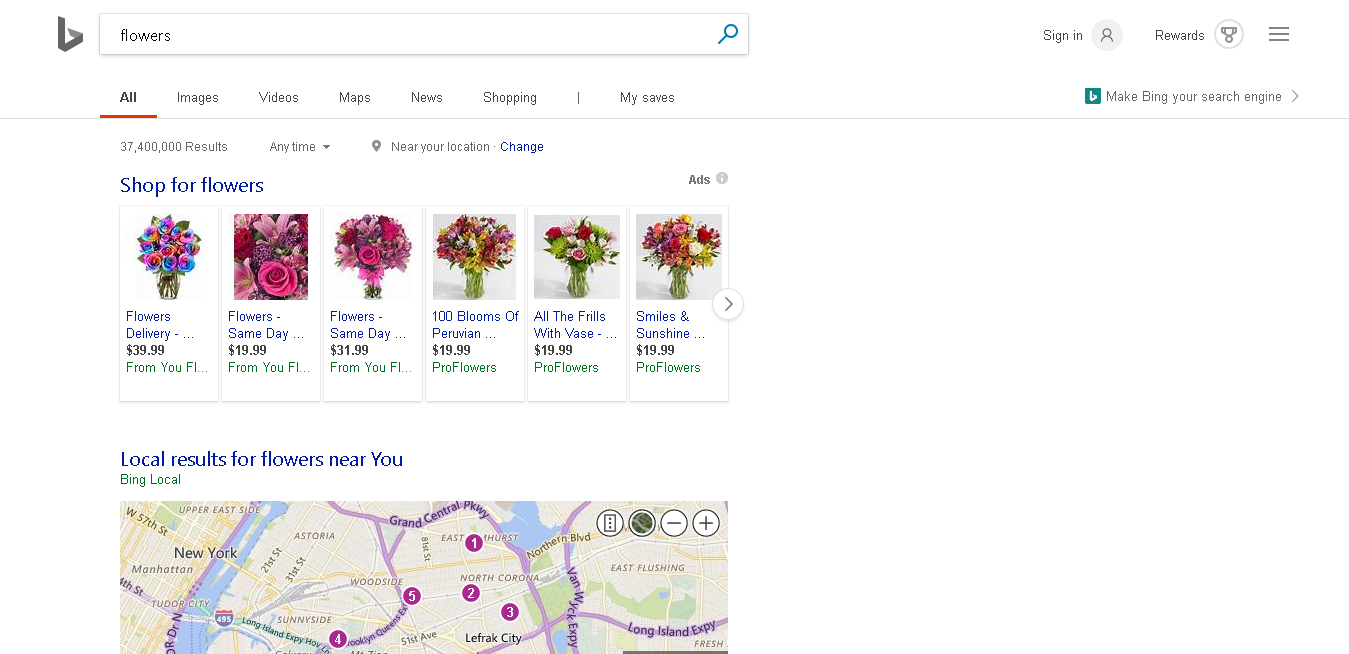 flowers
Sign in
Rewards
All
Images
Videos
Maps
News
Shopping
|
My saves
Make Bing your search engine
37,400,000 Results
Any time
Near your location · Change
Shop for flowers
Ads
Flowers
Delivery - ...
$39.99
From You Fl...
Flowers -
Same Day ...
$19.99
From You Fl...
Flowers -
Same Day ...
$31.99
From You Fl...
100 Blooms Of
Peruvian ...
$19.99
ProFlowers
All The Frills
With Vase - ...
$19.99
ProFlowers
Smiles &
Sunshine ...
$19.99
ProFlowers
Local results for flowers near You
Bing Local
UPPER EAST SIDE
W 57th St
Grand Central Pkwy
ASTORIA
81st St
1
Northern Blvd
New York
21st St
31st St
Manhattan
WOODSIDE
NORTH CORONA
EAST FLUSHING
TUDOR CITY
5
2
3
Van Wyck Expy
495
SUNNYSIDE
Long Island Expy
4
51st Ave
Lefrak City
Long Island Expy
FRESH